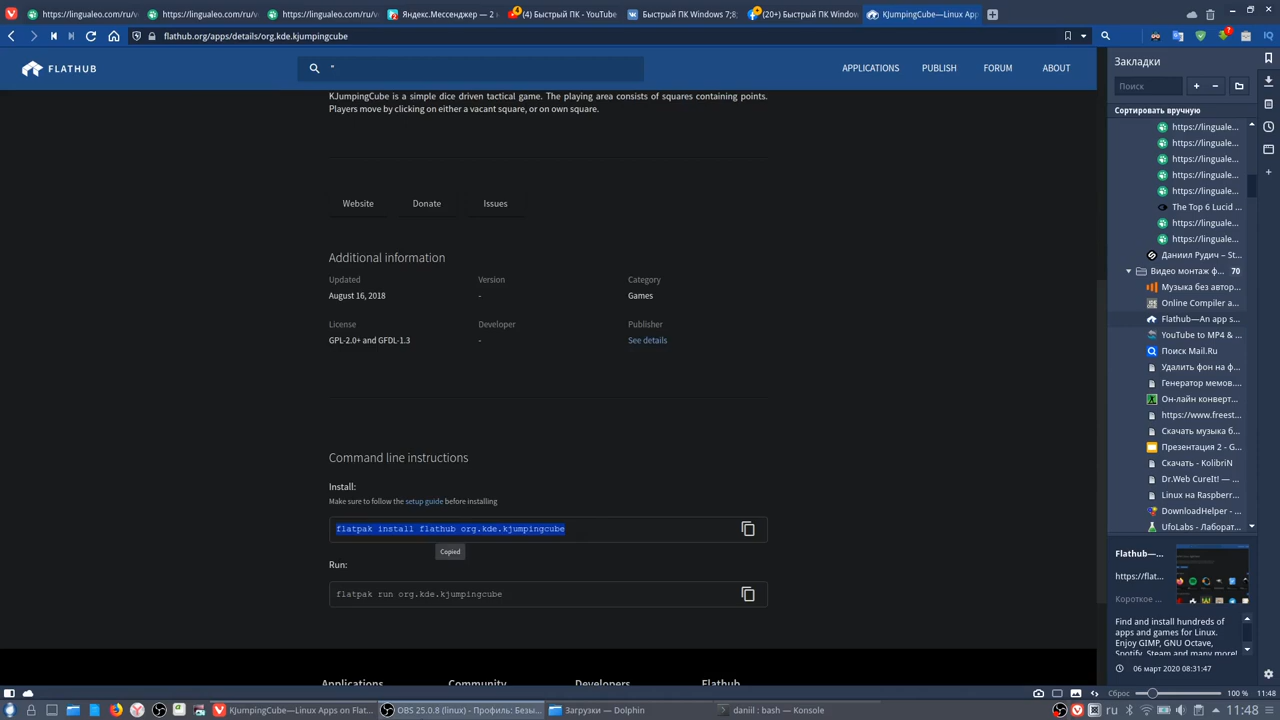 https://lingualeo.com/ru/v
https://lingualeo.com/ru/v
https://lingualeo.com/ru/v
Яндекс.Мессенджер — 2
(4) Быстрый ПК - YouTube
Быстрый ПК Windows 7;8;
(20+) Быстрый ПК Window
KJumpingCube—Linux App
flathub.org/apps/details/org.kde.kjumpingcube
FLATHUB
"
APPLICATIONS
PUBLISH
FORUM
ABOUT
KJumpingCube is a simple dice driven tactical game. The playing area consists of squares containing points.
Players move by clicking on either a vacant square, or on own square.
Website
Donate
Issues
Additional information
Updated
Version
Category
August 16, 2018
-
Games
License
Developer
Publisher
GPL-2.0+ and GFDL-1.3
-
See details
Command line instructions
Install:
Make sure to follow the setup guide before installing
flatpak install flathub org.kde.kjumpingcube
Copied
Run:
flatpak run org.kde.kjumpingcube
Applications
Community
Developers
Flathub
Закладки
Поиск
Сортировать вручную
https://linguale...
https://linguale...
https://linguale...
https://linguale...
https://linguale...
The Top 6 Lucid ...
https://linguale...
https://linguale...
Даниил Рудич – St...
Видео монтаж ф... 70
Музыка без автор...
Online Compiler a...
Flathub—An app s...
YouTube to MP4 & ...
Поиск Mail.Ru
Удалить фон на ф...
Генератор мемов...
Он-лайн конверт...
https://www.freest...
Скачать музыка б...
Презентация 2 - G...
Скачать - KolibriN
Dr.Web CureIt! — ...
Linux на Raspberr...
DownloadHelper - ...
UfoLabs - Лаборат...
Flathub—...
https://flat...
Короткое ...
Find and install hundreds of
apps and games for Linux.
Enjoy GIMP, GNU Octave,
Spotify, Steam and many more!
06 март 2020 08:31:47
Сброс
100 %
11:48
KJumpingCube—Linux Apps on Flat
OBS 25.0.8 (linux) - Профиль: Безы
Загрузки — Dolphin
daniil : bash — Konsole
ru
11:48